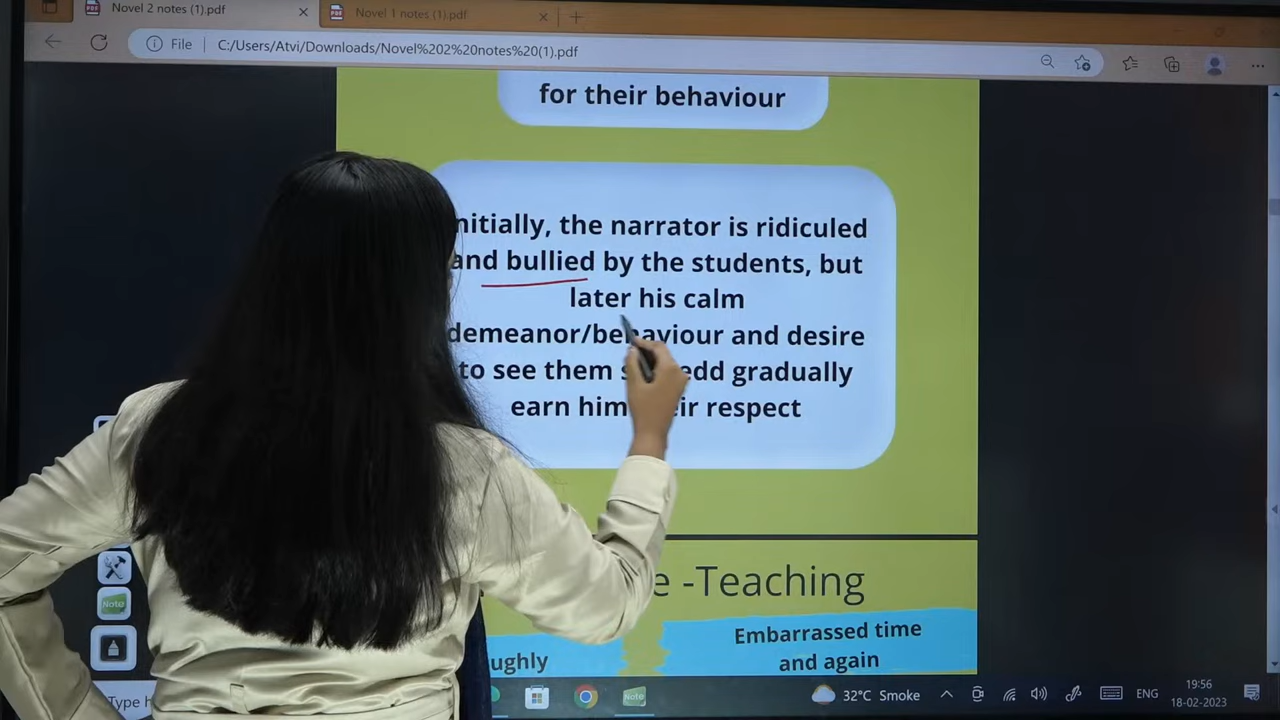 Novel 2 notes (1).pdf
Novel 1 notes (1).pdf
File
C:/Users/Atvi/Downloads/Novel%202%20notes%20(1).pdf
for their behaviour
nitially, the narrator is ridiculed
and bullied by the students, but
later his calm
demeanor/behaviour and desire
to see them gradually
earn him respect
-Teaching
Embarrassed time
and again
Note
Type
32°C Smoke
ENG
19:56
18-02-2023
Note